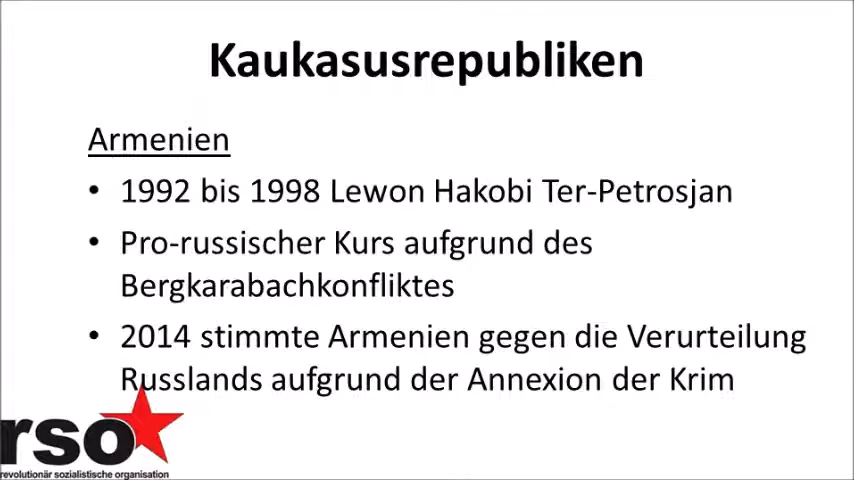 Kaukasusrepubliken
Armenien
• 1992 bis 1998 Lewon Hakobi Ter-Petrosjan
• Pro-russischer Kurs aufgrund des
Bergkarabachkonfliktes
• 2014 stimmte Armenien gegen die Verurteilung
Russlands aufgrund der Annexion der Krim
rso
revolutionär sozialistische organisation